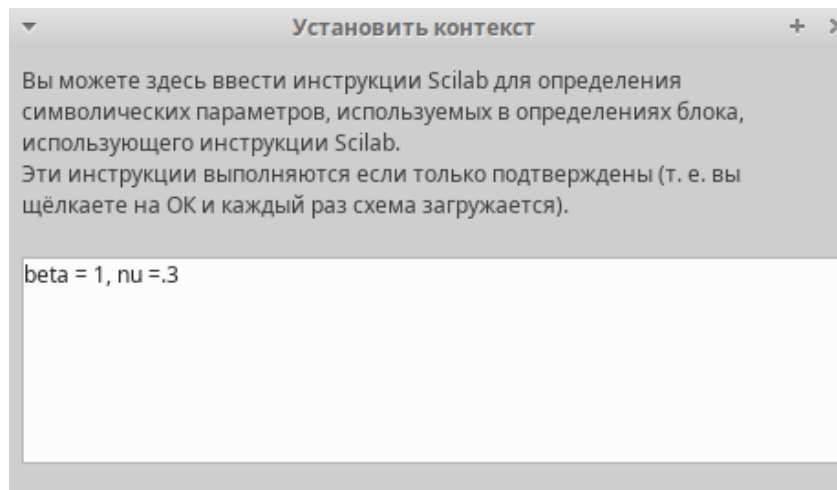 Установить контекст
Вы можете здесь ввести инструкции Scilab для определения
символических параметров, используемых в определениях блока,
использующего инструкции Scilab.
Эти инструкции выполняются если только подтверждены (т. е. вы
щёлкаете на ОК и каждый раз схема загружается).
beta = 1, nu =.3